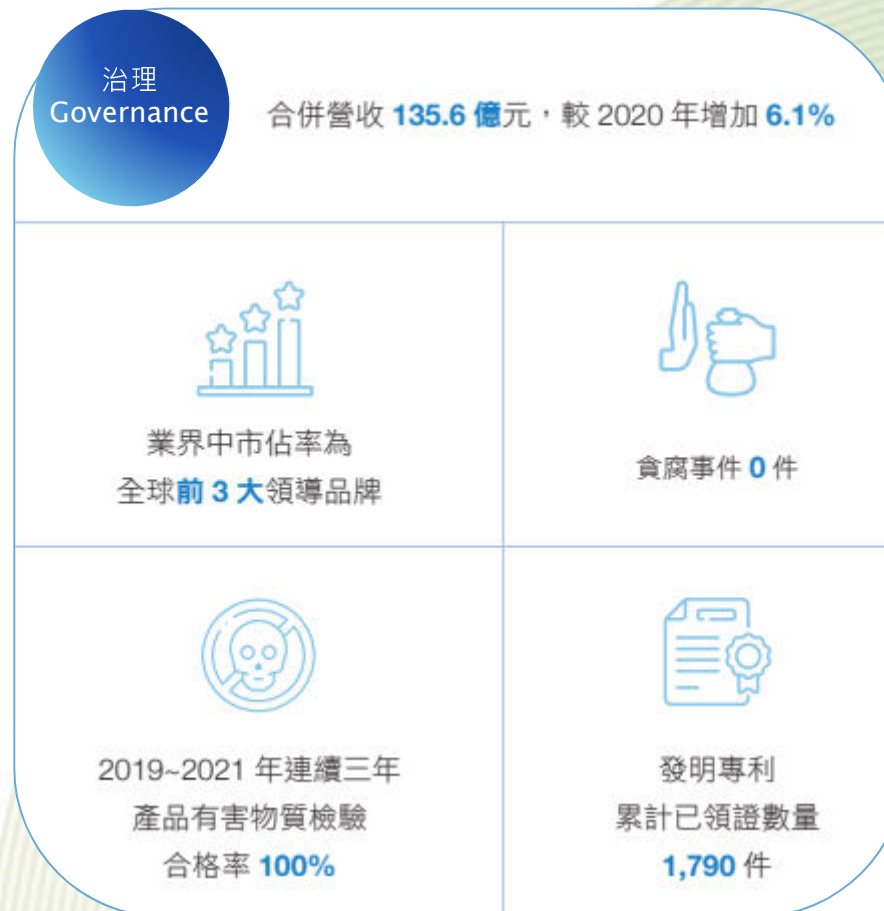 治理
Governance
合併營收 135.6 億元,較 2020 年增加 6.1%
業界中市佔率為
全球前 3 大領導品牌
貪腐事件 0 件
2019~2021 年連續三年
產品有害物質檢驗
合格率 100%
發明專利
累計已領證數量
1,790 件